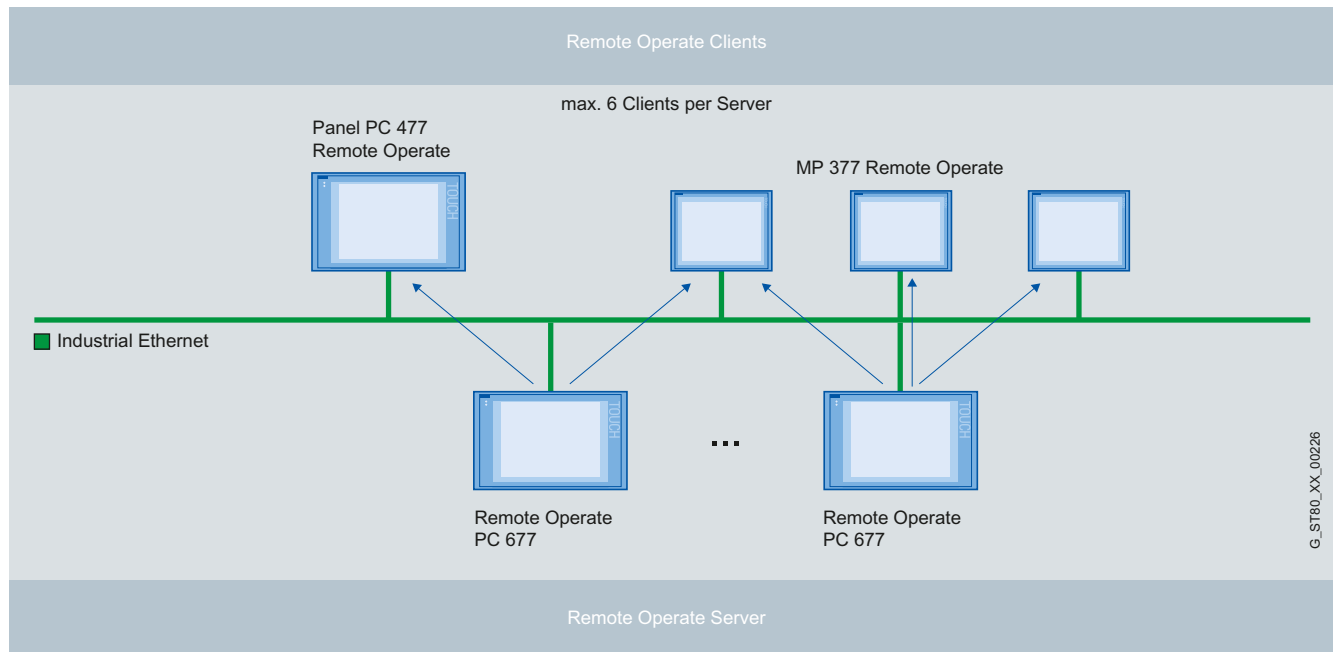 Remote Operate Clients
max. 6 Clients per Server
Panel PC 477
Remote Operate
MP 377 Remote Operate
TOUCH
Industrial Ethernet
TOUCH
TOUCH
...
Remote Operate
PC 677
Remote Operate
PC 677
G_ST80_XX_00226
Remote Operate Server